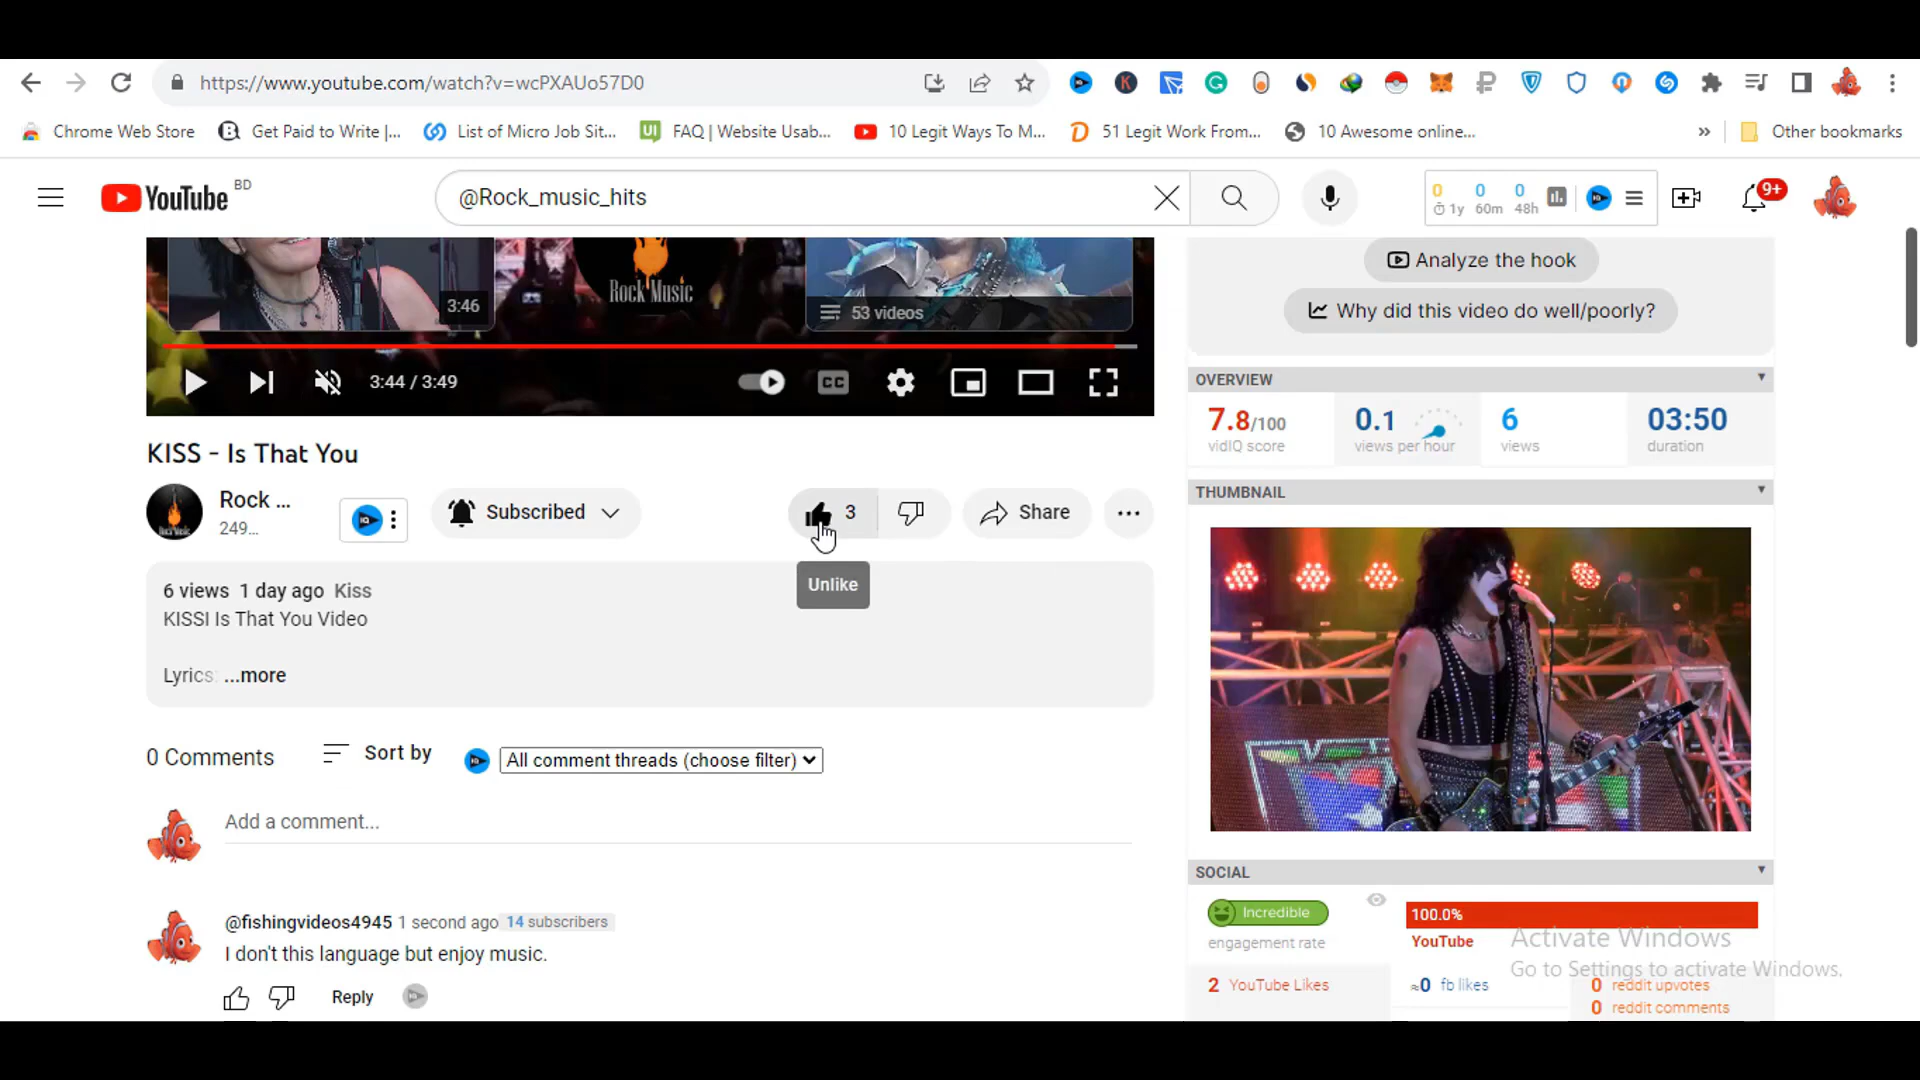 https://www.youtube.com/watch?v=wcPXAUo57D0
Chrome Web Store
Get Paid to Write |...
List of Micro Job Sit...
FAQ | Website Usab...
10 Legit Ways To M...
51 Legit Work From...
10 Awesome online...
»
Other bookmarks
YouTube BD
@Rock_music_hits
0 0 0
1y 60m 48h
9+
3:46
Rock Music
53 videos
3:44 / 3:49
CC
Analyze the hook
Why did this video do well/poorly?
KISS - Is That You
Rock ...
249...
Subscribed
3
Share
Unlike
6 views 1 day ago Kiss
KISSI Is That You Video
Lyrics: ...more
0 Comments
Sort by
All comment threads (choose filter)
Add a comment...
@fishingvideos4945 1 second ago 14 subscribers
I don't this language but enjoy music.
Reply
OVERVIEW
7.8/100
vidIQ score
0.1
views per hour
6
views
03:50
duration
THUMBNAIL
SOCIAL
Incredible
engagement rate
100.0%
YouTube
2 YouTube Likes
≈0 fb likes
0 reddit upvotes
0 reddit comments
Activate Windows
Go to Settings to activate Windows.